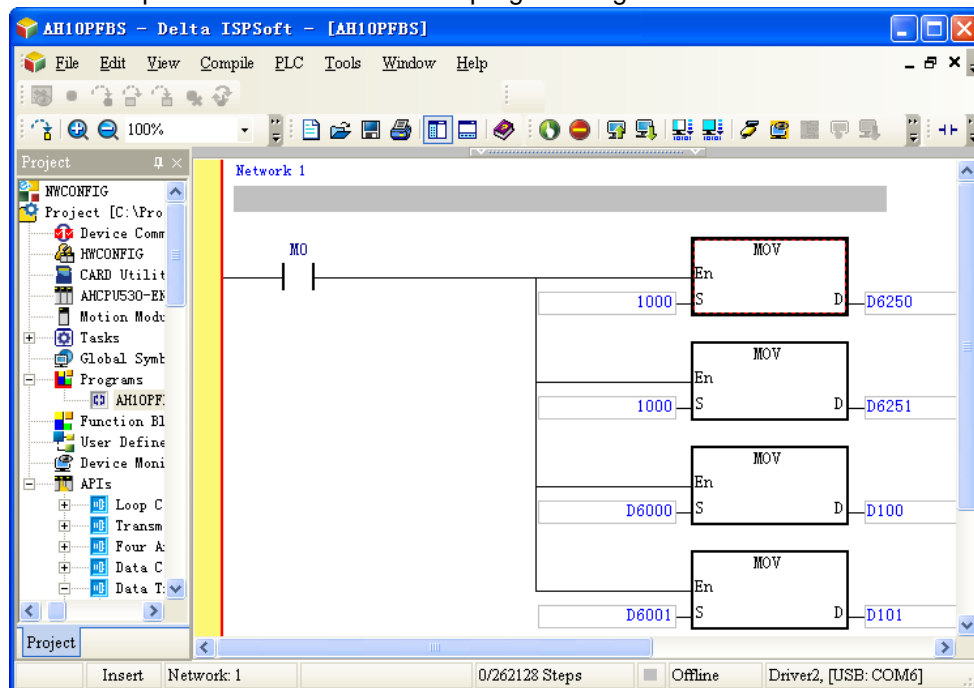 AH10PFBS - Delta ISPSoft - [AH10PFBS]
File Edit View Compile PLC Tools Window Help
100%
Project
Network 1
NWCONFIG
Project [C:\Pro
Device Comm
HWCONFIG
CARD Utilit
AHCPU530-EN
Motion Modu
Tasks
Global Symb
Programs
AH10PF
Function Bl
User Define
Device Moni
APIs
Loop C
Transm
Four A
Data C
Data T
M0
MOV
En
1000 S D D6250
MOV
En
1000 S D D6251
MOV
En
D6000 S D D100
MOV
En
D6001 S D D101
Project
Insert Network: 1 0/262128 Steps Offline Driver2, [USB: COM6]